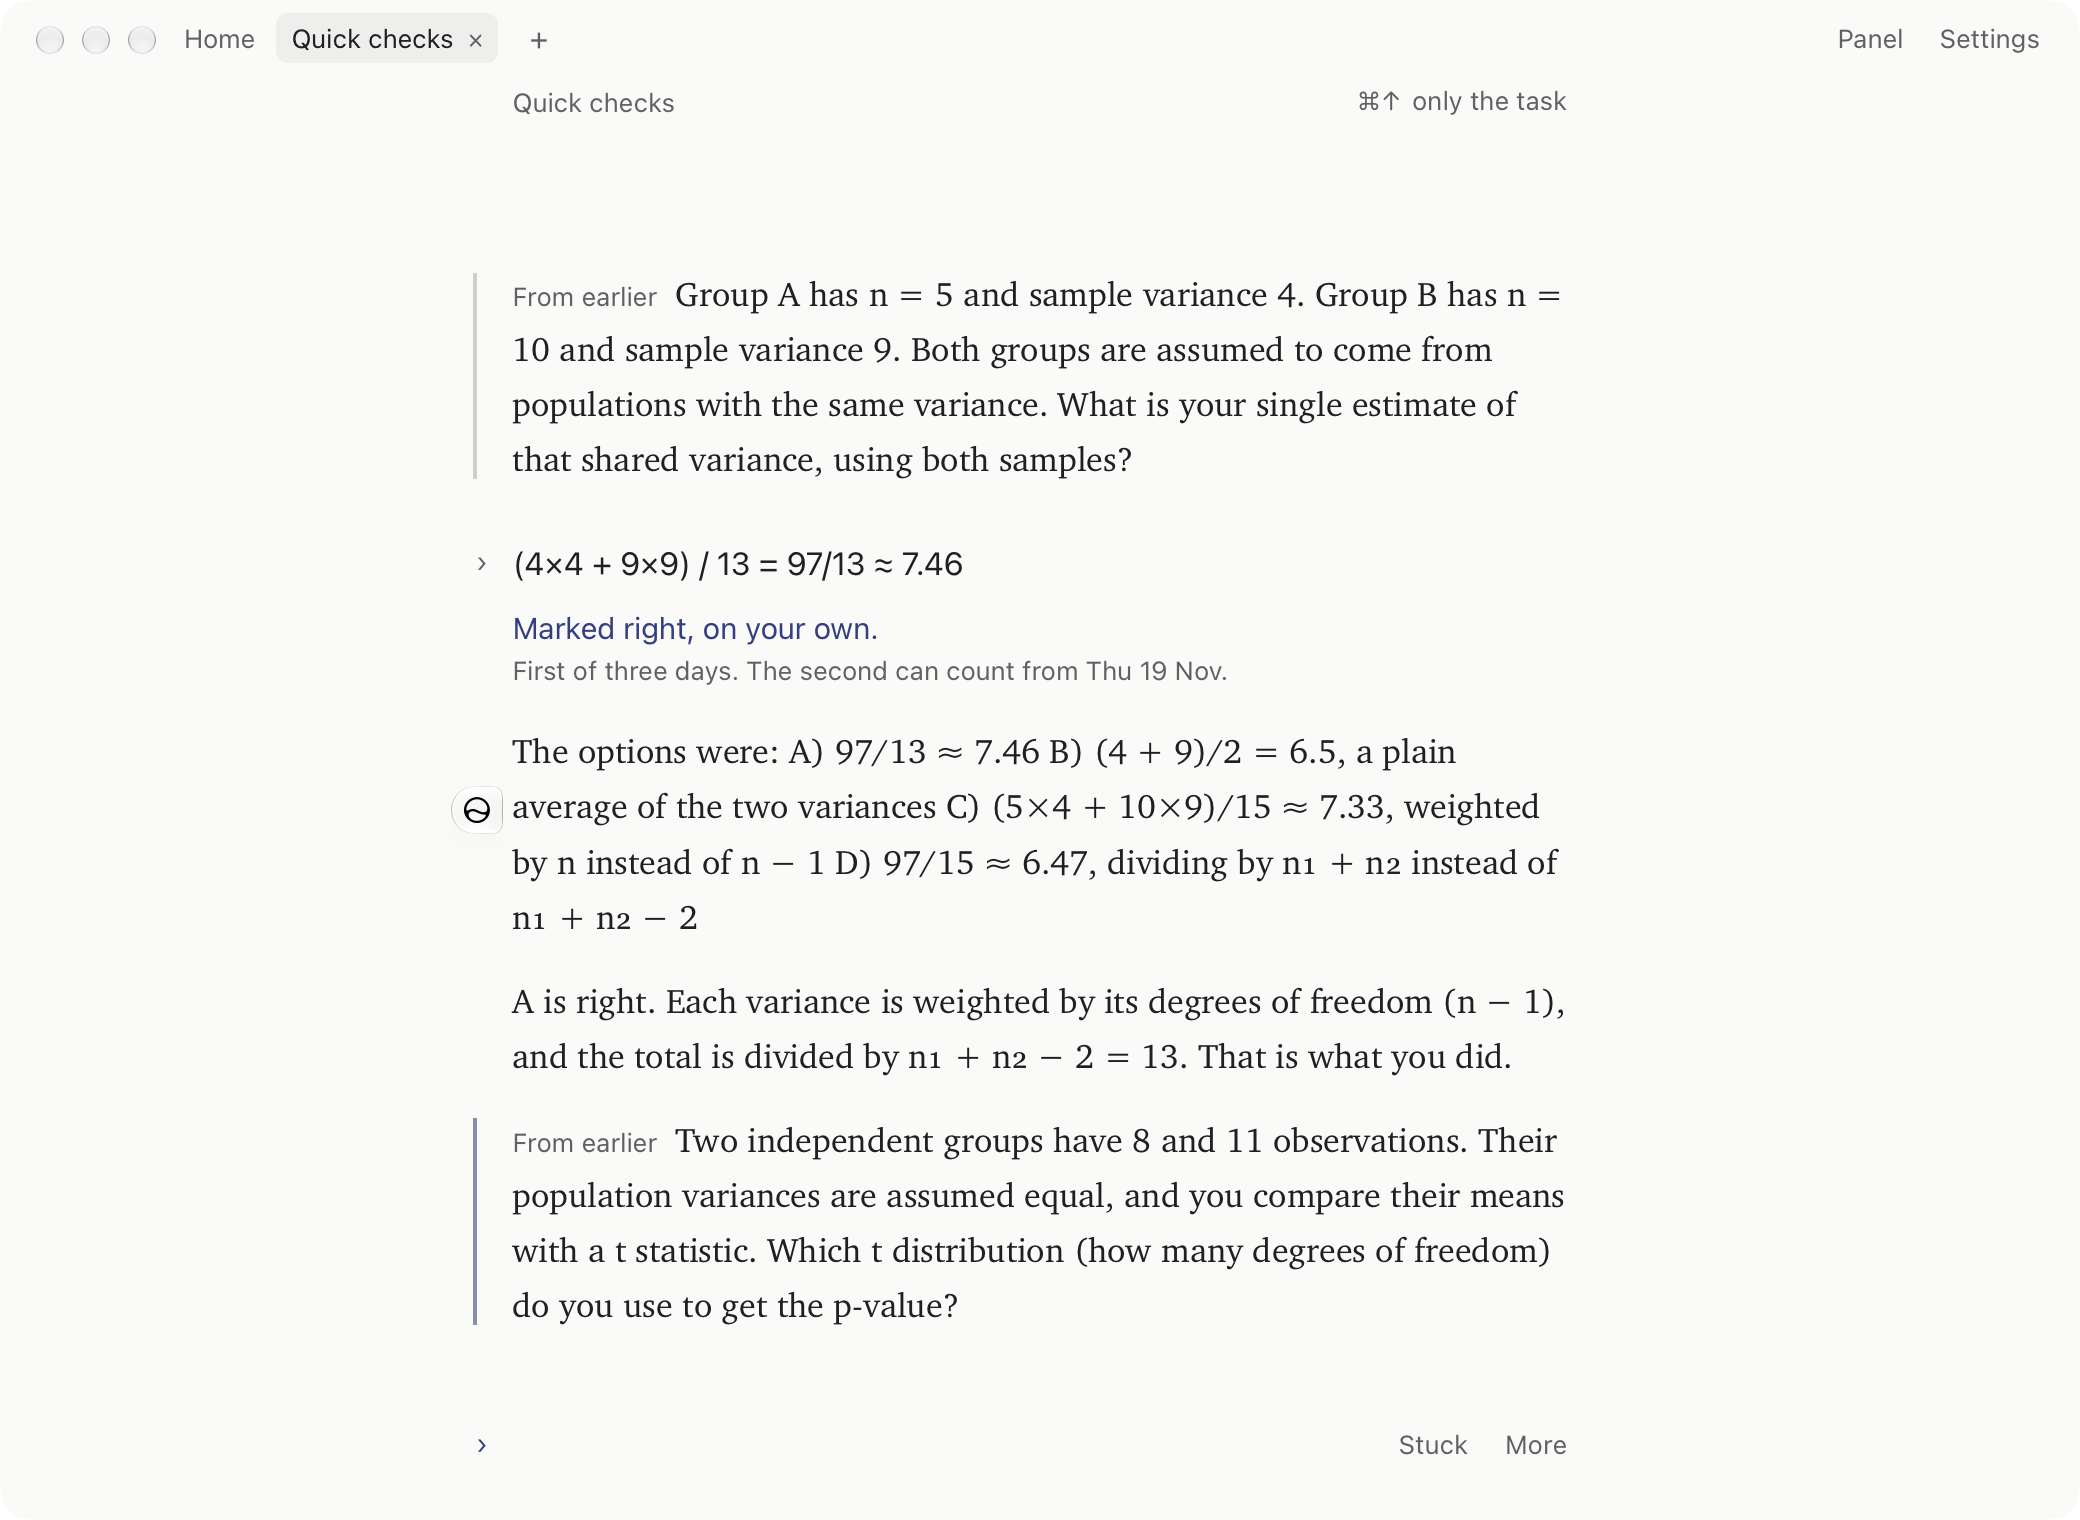 Home
Quick checks ×
+
Panel
Settings
Quick checks
⌘↑ only the task
From earlier Group A has n = 5 and sample variance 4. Group B has n =
10 and sample variance 9. Both groups are assumed to come from
populations with the same variance. What is your single estimate of
that shared variance, using both samples?
› (4×4 + 9×9) / 13 = 97/13 ≈ 7.46
Marked right, on your own.
First of three days. The second can count from Thu 19 Nov.
The options were: A) 97/13 ≈ 7.46 B) (4 + 9)/2 = 6.5, a plain
average of the two variances C) (5×4 + 10×9)/15 ≈ 7.33, weighted
by n instead of n − 1 D) 97/15 ≈ 6.47, dividing by n₁ + n₂ instead of
n₁ + n₂ − 2
A is right. Each variance is weighted by its degrees of freedom (n − 1),
and the total is divided by n₁ + n₂ − 2 = 13. That is what you did.
From earlier Two independent groups have 8 and 11 observations. Their
population variances are assumed equal, and you compare their means
with a t statistic. Which t distribution (how many degrees of freedom)
do you use to get the p-value?
›
Stuck
More